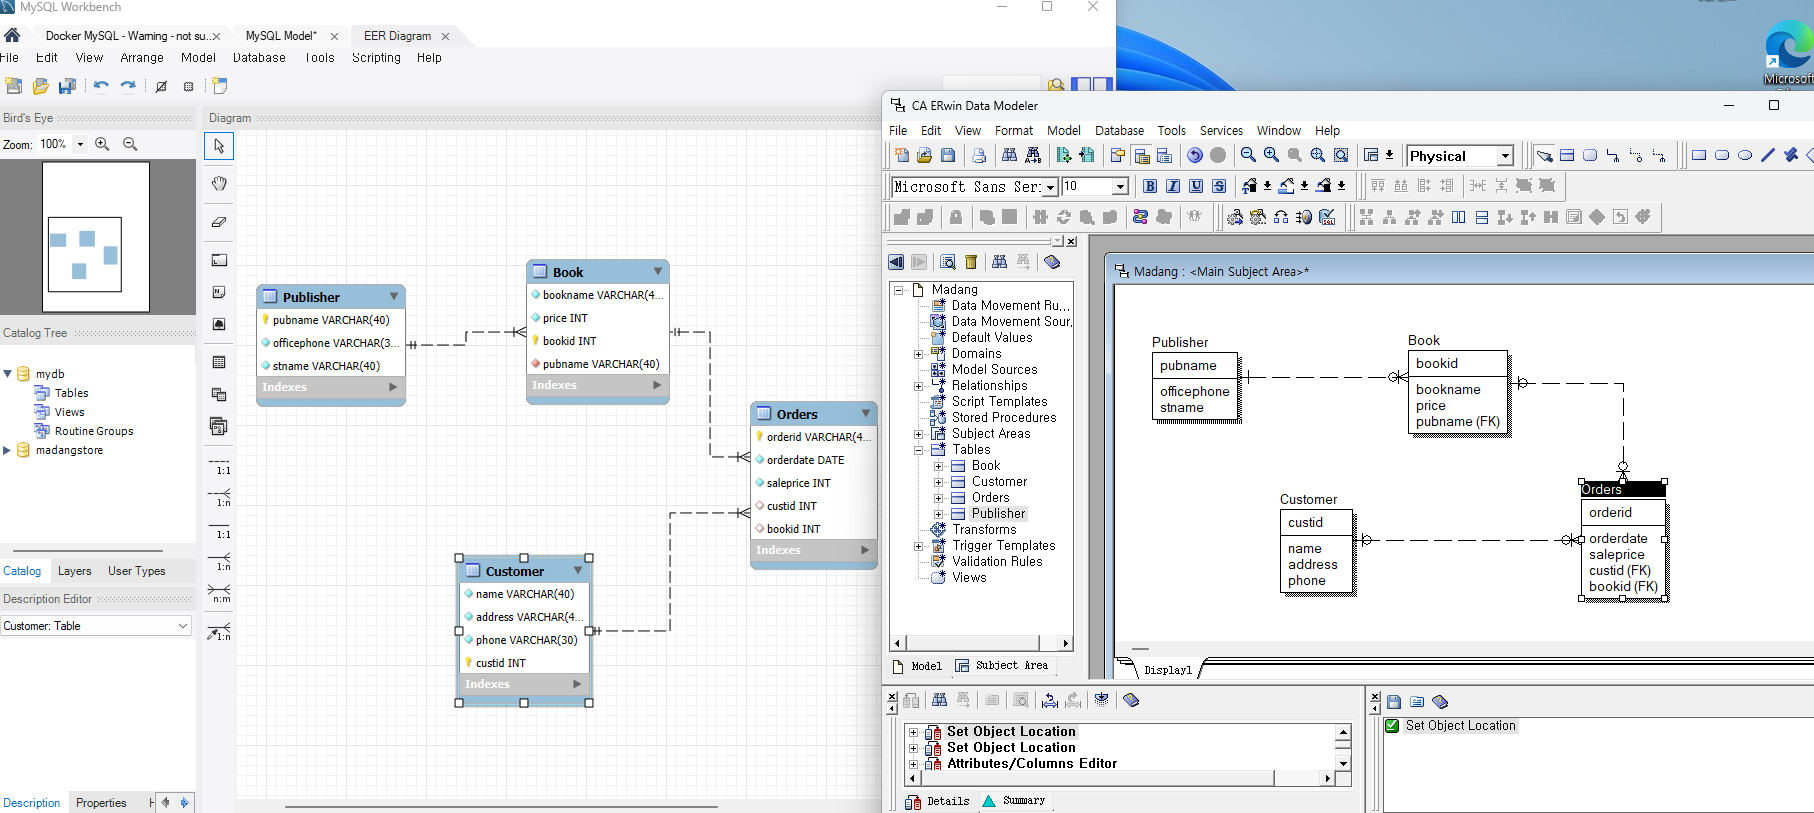 MySQL Workbench
Docker MySQL - Warning - not su... MySQL Model* EER Diagram
File Edit View Arrange Model Database Tools Scripting Help
Bird's Eye
Zoom: 100%
Catalog Tree
mydb
Tables
Views
Routine Groups
madangstore
Catalog Layers User Types
Description Editor
Customer: Table
Description Properties H
Diagram
1:1
1:n
1:1
1:n
n:m
1:n
Publisher
pubname VARCHAR(40)
officephone VARCHAR(3...
stname VARCHAR(40)
Indexes
Book
bookname VARCHAR(4...
price INT
bookid INT
pubname VARCHAR(40)
Indexes
Orders
orderid VARCHAR(4...
orderdate DATE
saleprice INT
custid INT
bookid INT
Indexes
Customer
name VARCHAR(40)
address VARCHAR(4...
phone VARCHAR(30)
custid INT
Indexes
Microsoft
CA ERwin Data Modeler
File Edit View Format Model Database Tools Services Window Help
Physical
Microsoft Sans Ser: 10 B I U S
Madang
Data Movement Ru...
Data Movement Sour.
Default Values
Domains
Model Sources
Relationships
Script Templates
Stored Procedures
Subject Areas
Tables
Book
Customer
Orders
Publisher
Transforms
Trigger Templates
Validation Rules
Views
Model Subject Area
Madang : <Main Subject Area>*
Publisher
pubname
officephone
stname
Book
bookid
bookname
price
pubname (FK)
Customer
custid
name
address
phone
Orders
orderid
orderdate
saleprice
custid (FK)
bookid (FK)
Display1
Set Object Location
Set Object Location
Attributes/Columns Editor
Details Summary
Set Object Location